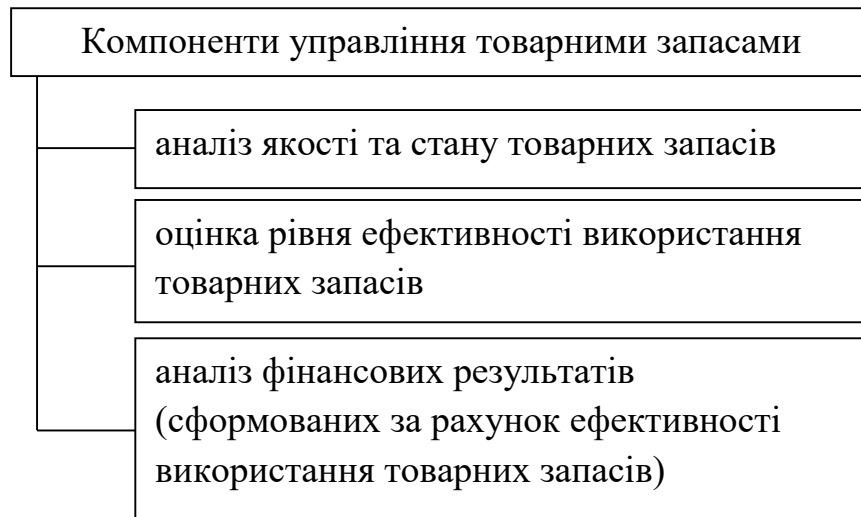 Компоненти управління товарними запасами
аналіз якості та стану товарних запасів
оцінка рівня ефективності використання
товарних запасів
аналіз фінансових результатів
(сформованих за рахунок ефективності
використання товарних запасів)